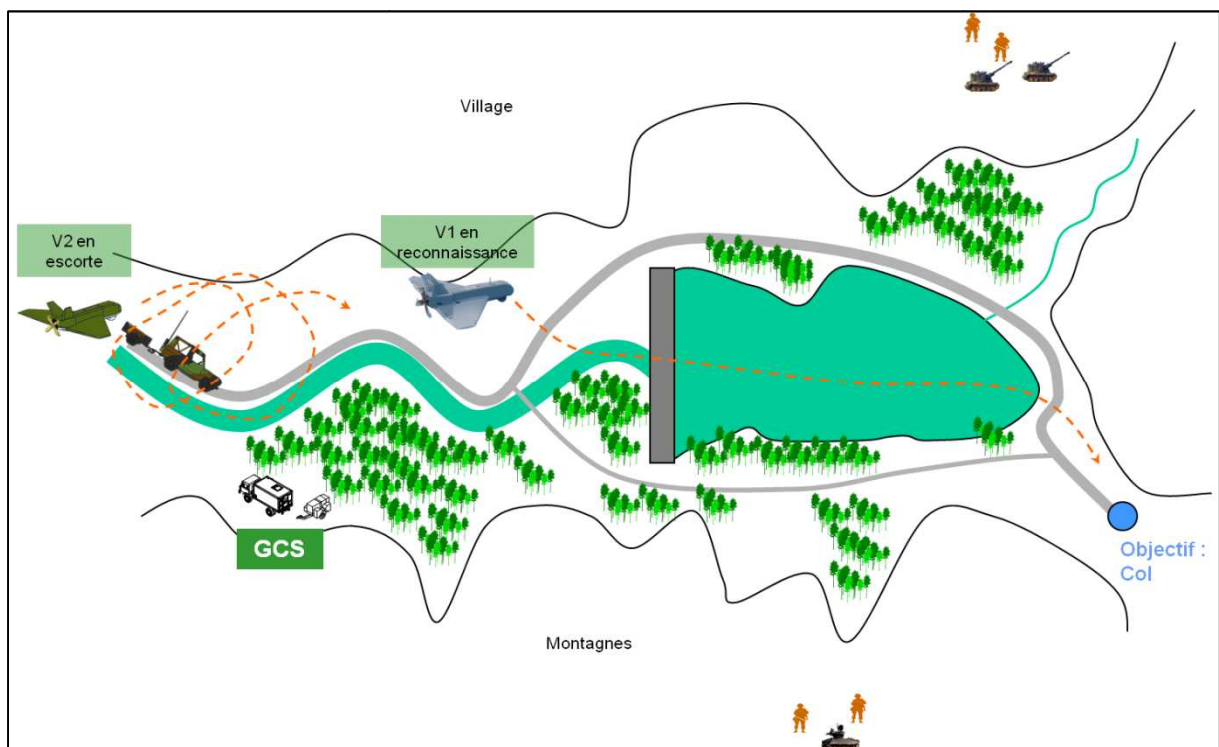 Village
V2 en
escorte
V1 en
reconnaissance
GCS
Objectif :
Col
Montagnes